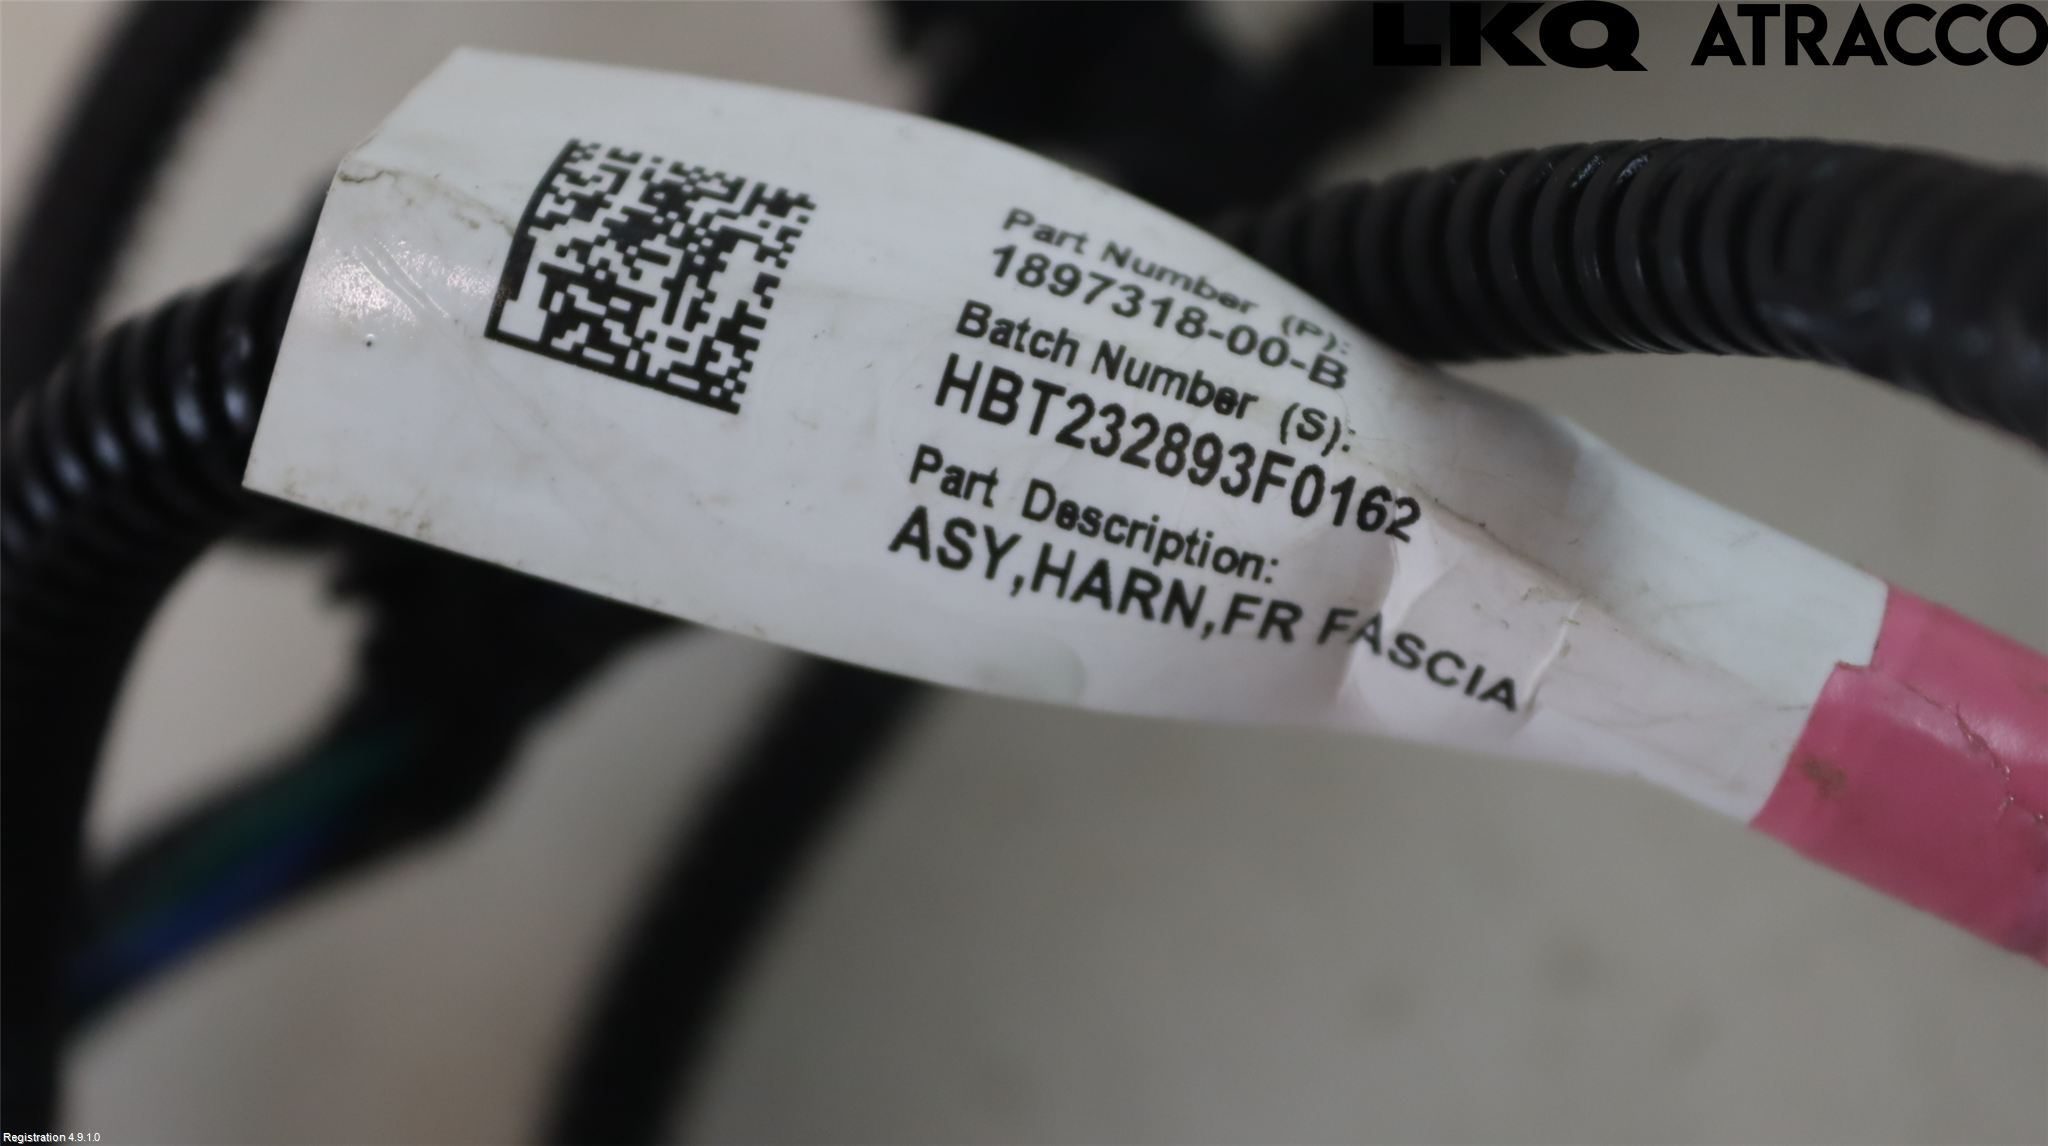 LKQ ATRACCO
Part Number (P):
1897318-00-B
Batch Number (S):
HBT232893F0162
Part Description:
ASY,HARN,FR FASCIA
Registration 4.9.1.0